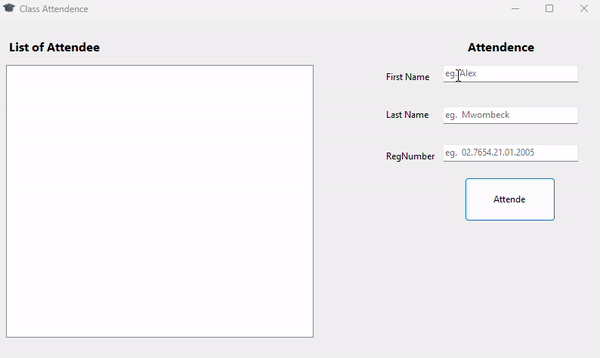 Class Attendence
List of Attendee
Attendence
First Name
eg. Alex
Last Name
eg. Mwombeck
RegNumber
eg. 02.7654.21.01.2005
Attende